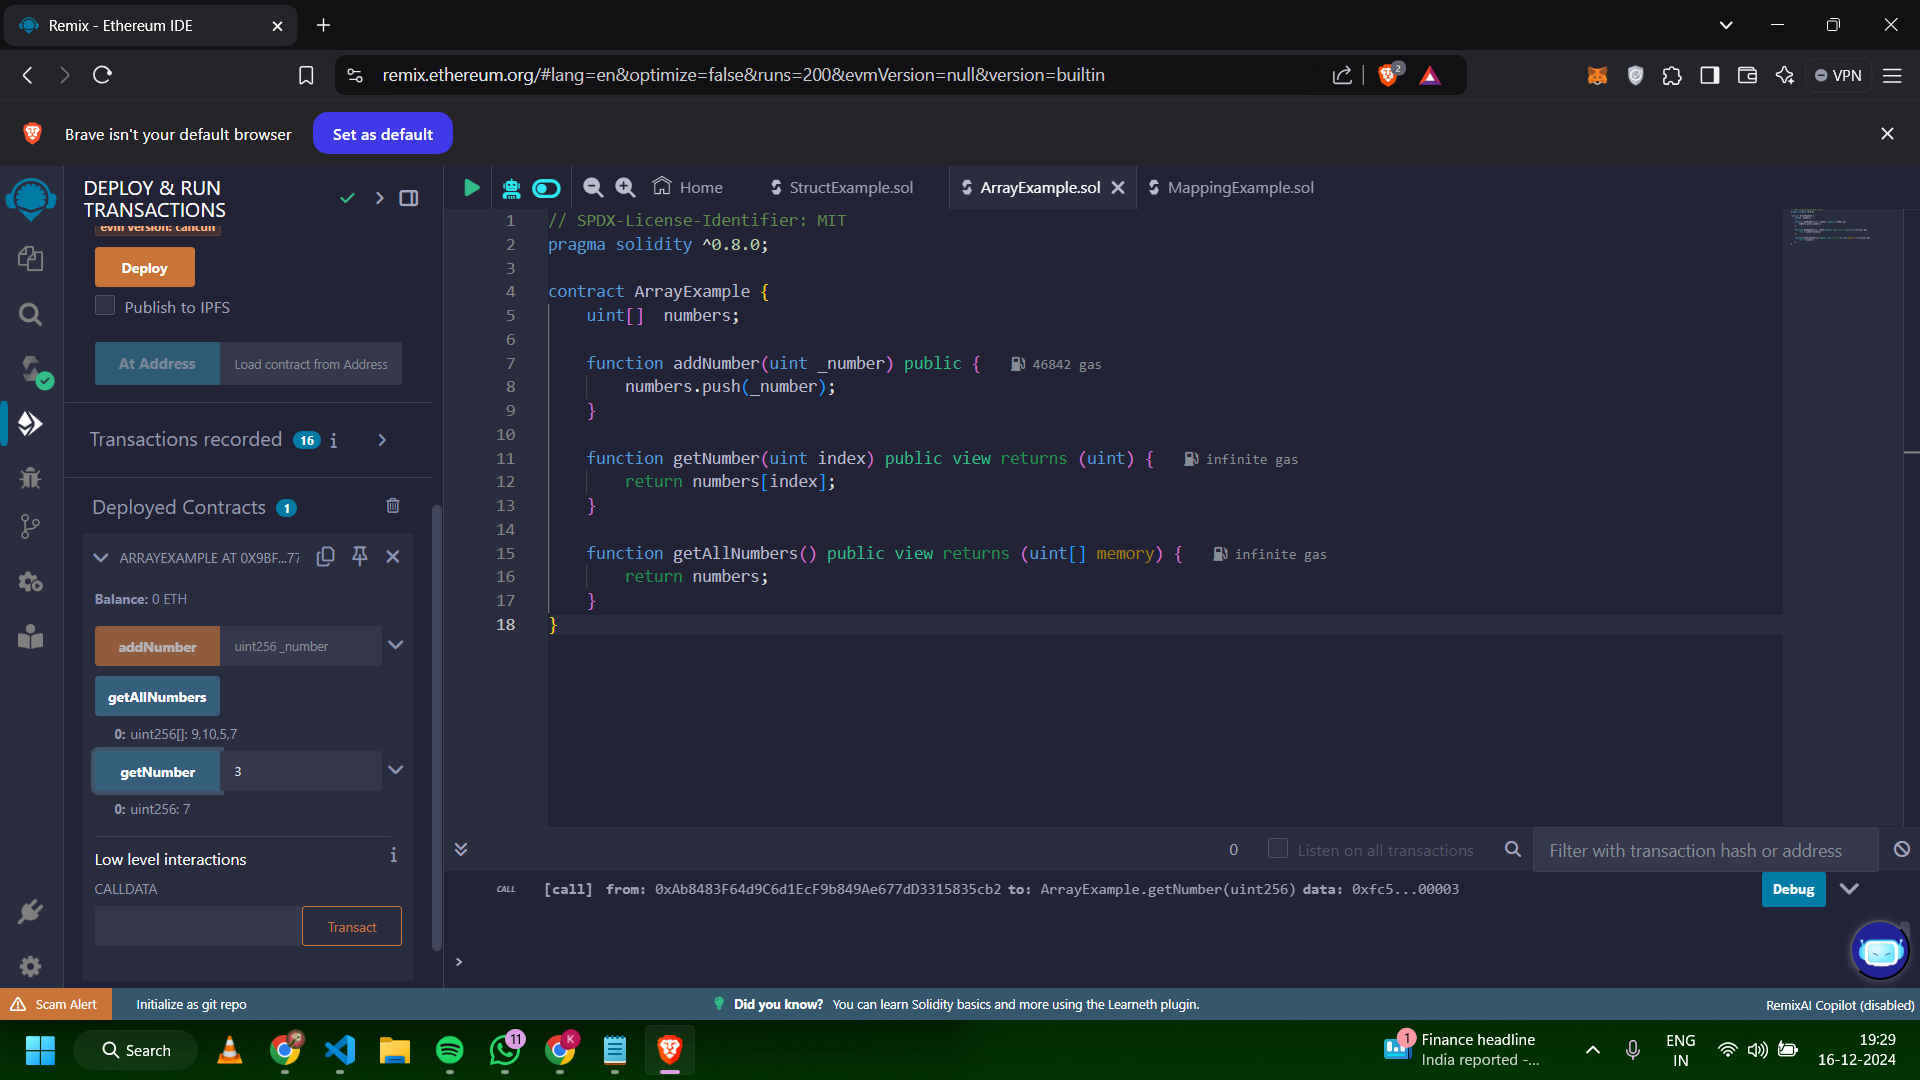 Remix - Ethereum IDE
remix.ethereum.org/#lang=en&optimize=false&runs=200&evmVersion=null&version=builtin
2
VPN
Brave isn't your default browser
Set as default
DEPLOY & RUN
TRANSACTIONS
evm version: cancun
Deploy
Publish to IPFS
At Address
Load contract from Address
Transactions recorded 16 i
Deployed Contracts 1
ARRAYEXAMPLE AT 0X9BF...77
Balance: 0 ETH
addNumber
uint256 _number
getAllNumbers
0: uint256[]: 9,10,5,7
getNumber
3
0: uint256: 7
Low level interactions
i
CALLDATA
Transact
Home
StructExample.sol
ArrayExample.sol
MappingExample.sol
1 // SPDX-License-Identifier: MIT
2 pragma solidity ^0.8.0;
3
4 contract ArrayExample {
5 uint[]  numbers;
6
7 function addNumber(uint _number) public { 46842 gas
8 numbers.push(_number);
9 }
10
11 function getNumber(uint index) public view returns (uint) { infinite gas
12 return numbers[index];
13 }
14
15 function getAllNumbers() public view returns (uint[] memory) { infinite gas
16 return numbers;
17 }
18 }
0
Listen on all transactions
Filter with transaction hash or address
CALL [call] from: 0xAb8483F64d9C6d1EcF9b849Ae677dD3315835cb2 to: ArrayExample.getNumber(uint256) data: 0xfc5...00003
Debug
>
Scam Alert
Initialize as git repo
Did you know? You can learn Solidity basics and more using the Learneth plugin.
RemixAI Copilot (disabled)
Search
11
K
1
Finance headline
India reported -...
ENG
IN
19:29
16-12-2024